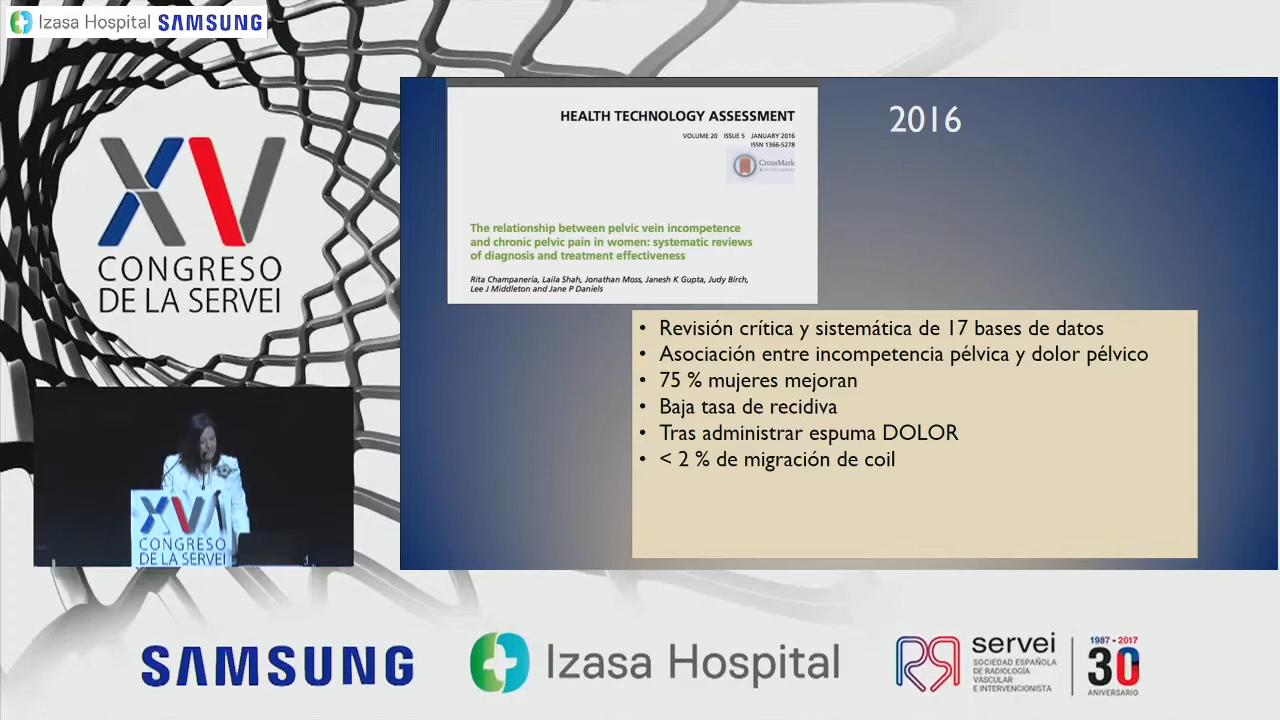 Izasa Hospital SAMSUNG
XV
CONGRESO
DE LA SERVEI
HEALTH TECHNOLOGY ASSESSMENT
VOLUME 20 ISSUE 5 JANUARY 2016
ISSN 1366-5278
CrossMark
The relationship between pelvic vein incompetence
and chronic pelvic pain in women: systematic reviews
of diagnosis and treatment effectiveness
Rita Champaneria, Laila Shah, Jonathan Moss, Janesh K Gupta, Judy Birch,
Lee J Middleton and Jane P Daniels
2016
• Revisión crítica y sistemática de 17 bases de datos
• Asociación entre incompetencia pélvica y dolor pélvico
• 75 % mujeres mejoran
• Baja tasa de recidiva
• Tras administrar espuma DOLOR
• < 2 % de migración de coil
XV
CONGRESO
DE LA SERVEI
SAMSUNG
Izasa Hospital
servei
SOCIEDAD ESPAÑOLA
DE RADIOLOGÍA
VASCULAR
E INTERVENCIONISTA
1987 • 2017
30
ANIVERSARIO